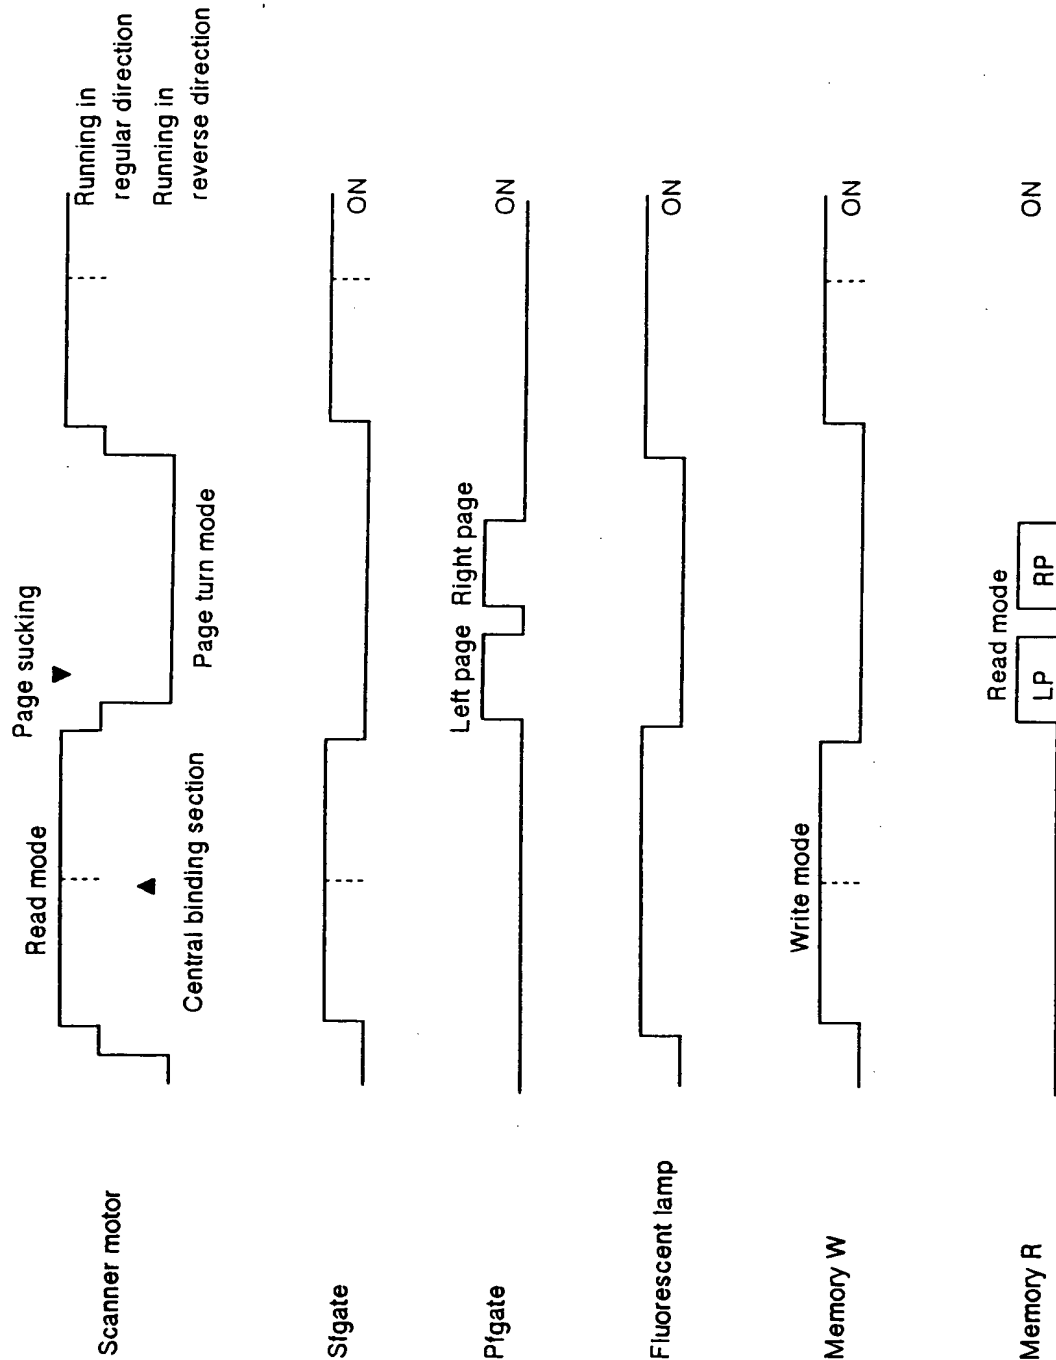 Scanner motor
Read mode
Page sucking
Central binding section
Page turn mode
Running in
regular direction
Running in
reverse direction
Sfgate
ON
Pfgate
Left page
Right page
ON
Fluorescent lamp
ON
Memory W
Write mode
ON
Memory R
Read mode
LP
RP
ON